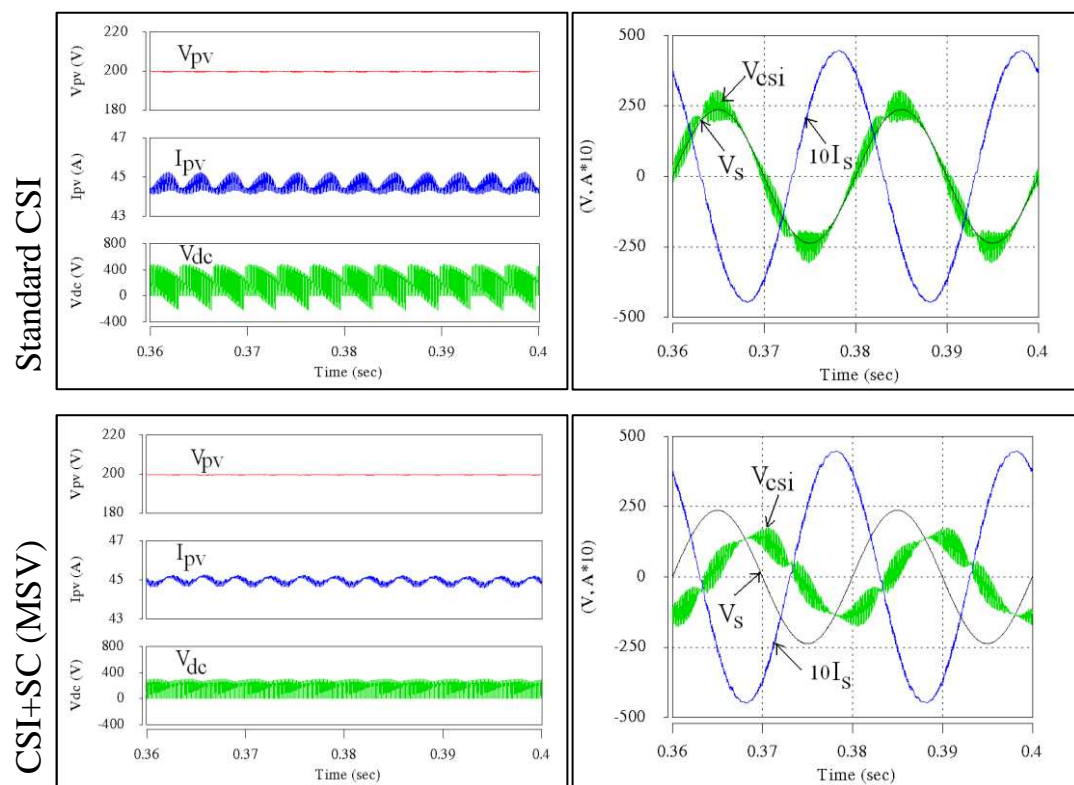 Standard CSI
Vpv (V)
220
200
180
Vpv
Ipv (A)
47
45
43
Ipv
Vdc (V)
800
400
0
-400
Vdc
0.36 0.37 0.38 0.39 0.4
Time (sec)
(V, A*10)
500
250
0
-250
-500
Vcsi
10Is
Vs
0.36 0.37 0.38 0.39 0.4
Time (sec)
CSI+SC (MSV)
Vpv (V)
220
200
180
Vpv
Ipv (A)
47
45
43
Ipv
Vdc (V)
800
400
0
-400
Vdc
0.36 0.37 0.38 0.39 0.4
Time (sec)
(V, A*10)
500
250
0
-250
-500
Vcsi
Vs
10Is
0.36 0.37 0.38 0.39 0.4
Time (sec)